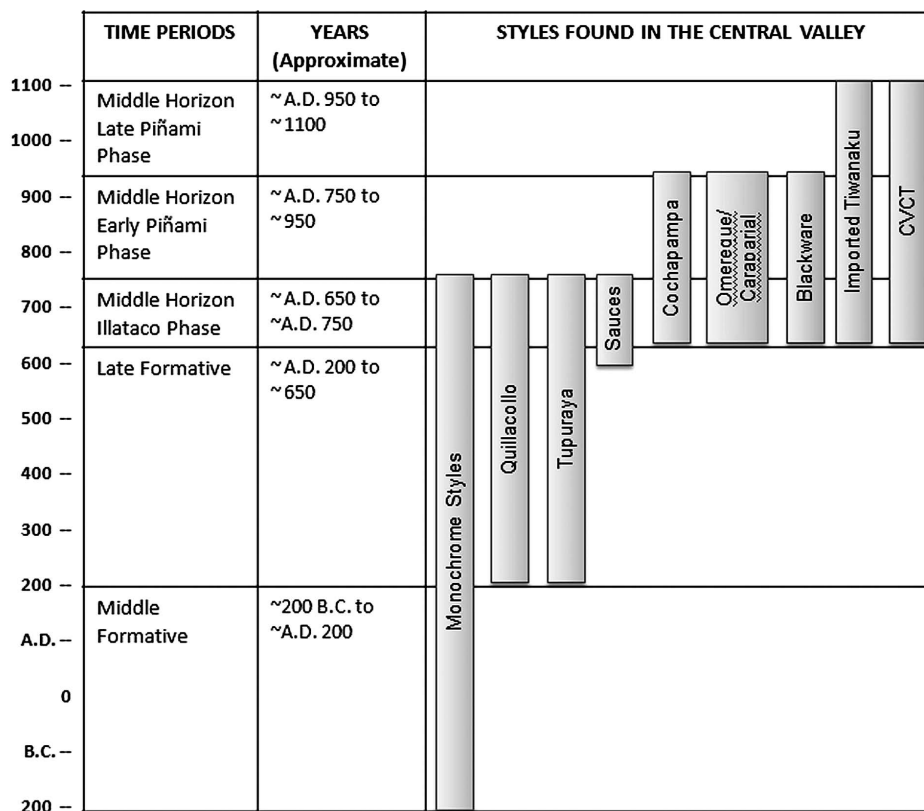 TIME PERIODS
YEARS
(Approximate)
STYLES FOUND IN THE CENTRAL VALLEY
1100 --
1000 --
900 --
800 --
700 --
600 --
500 --
400 --
300 --
200 --
A.D. --
0
B.C. --
200 --
Middle Horizon
Late Piñami
Phase
~A.D. 950 to
~1100
Middle Horizon
Early Piñami
Phase
~A.D. 750 to
~950
Middle Horizon
Illataco Phase
~A.D. 650 to
~A.D. 750
Late Formative
~A.D. 200 to
~650
Middle
Formative
~200 B.C. to
~A.D. 200
Monochrome Styles
Quillacollo
Tupuraya
Sauces
Cochapampa
Omereque/
Caraparial
Blackware
Imported Tiwanaku
CVCT